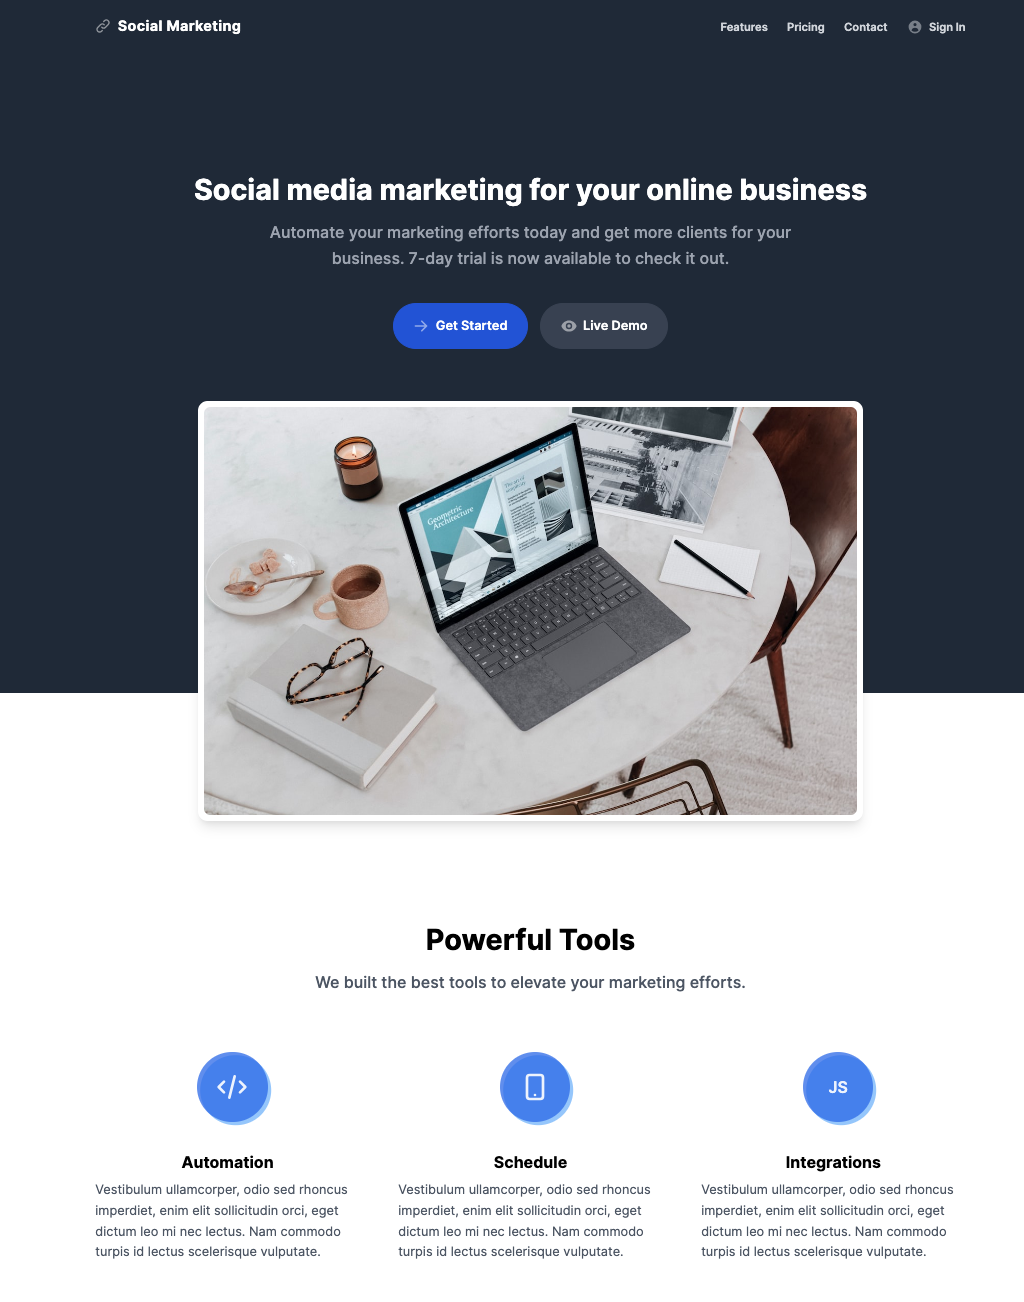 Social Marketing
Features Pricing Contact Sign In
Social media marketing for your online business
Automate your marketing efforts today and get more clients for your
business. 7-day trial is now available to check it out.
Get Started Live Demo
Geometric
Architecture
Powerful Tools
We built the best tools to elevate your marketing efforts.
JS
Automation
Vestibulum ullamcorper, odio sed rhoncus
imperdiet, enim elit sollicitudin orci, eget
dictum leo mi nec lectus. Nam commodo
turpis id lectus scelerisque vulputate.
Schedule
Vestibulum ullamcorper, odio sed rhoncus
imperdiet, enim elit sollicitudin orci, eget
dictum leo mi nec lectus. Nam commodo
turpis id lectus scelerisque vulputate.
Integrations
Vestibulum ullamcorper, odio sed rhoncus
imperdiet, enim elit sollicitudin orci, eget
dictum leo mi nec lectus. Nam commodo
turpis id lectus scelerisque vulputate.